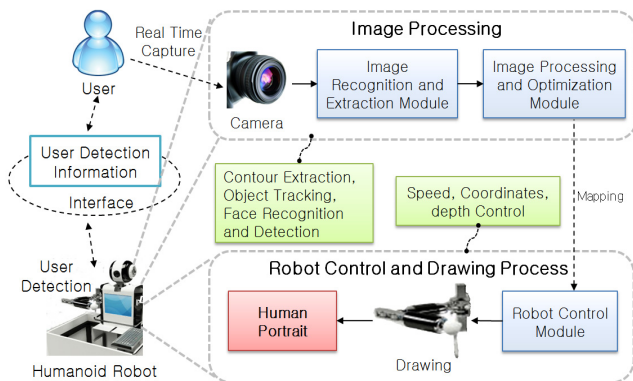 Real Time
Capture
User
User Detection
Information
Interface
User
Detection
Humanoid Robot
Image Processing
Camera
Image
Recognition and
Extraction Module
Image Processing
and Optimization
Module
Contour Extraction,
Object Tracking,
Face Recognition
and Detection
Speed, Coordinates,
depth Control
Mapping
Robot Control and Drawing Process
Human
Portrait
Drawing
Robot Control
Module